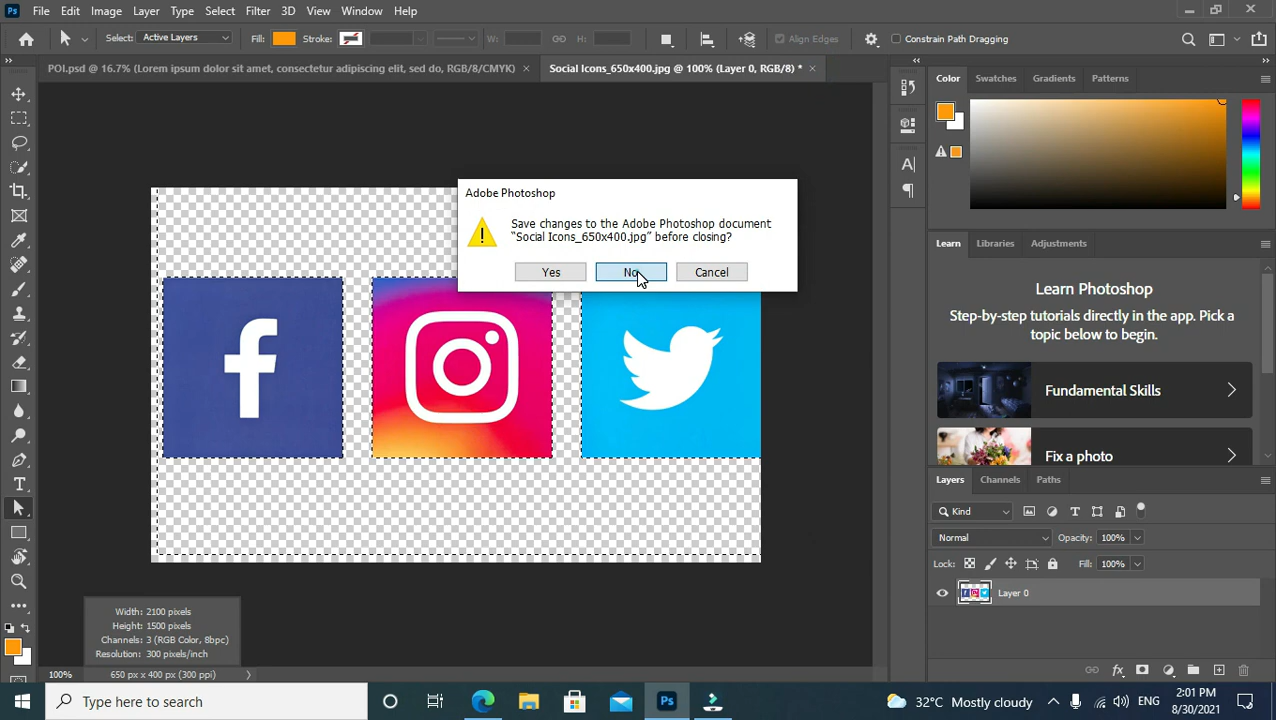 Ps File Edit Image Layer Type Select Filter 3D View Window Help
Select: Active Layers Fill: Stroke: W: H: Align Edges Constrain Path Dragging
POI.psd @ 16.7% (Lorem ipsum dolor sit amet, consectetur adipiscing elit, sed do, RGB/8/CMYK) × Social Icons_650x400.jpg @ 100% (Layer 0, RGB/8) * ×
Color Swatches Gradients Patterns
Adobe Photoshop
Save changes to the Adobe Photoshop document
“Social Icons_650x400.jpg” before closing?
Yes No Cancel
Learn Libraries Adjustments
Learn Photoshop
Step-by-step tutorials directly in the app. Pick a
topic below to begin.
Fundamental Skills
Fix a photo
Layers Channels Paths
Kind
Normal Opacity: 100%
Lock: Fill: 100%
Layer 0
Width: 2100 pixels
Height: 1500 pixels
Channels: 3 (RGB Color, 8bpc)
Resolution: 300 pixels/inch
100% 650 px x 400 px (300 ppi)
Type here to search
Ps
32°C Mostly cloudy
ENG
2:01 PM
8/30/2021